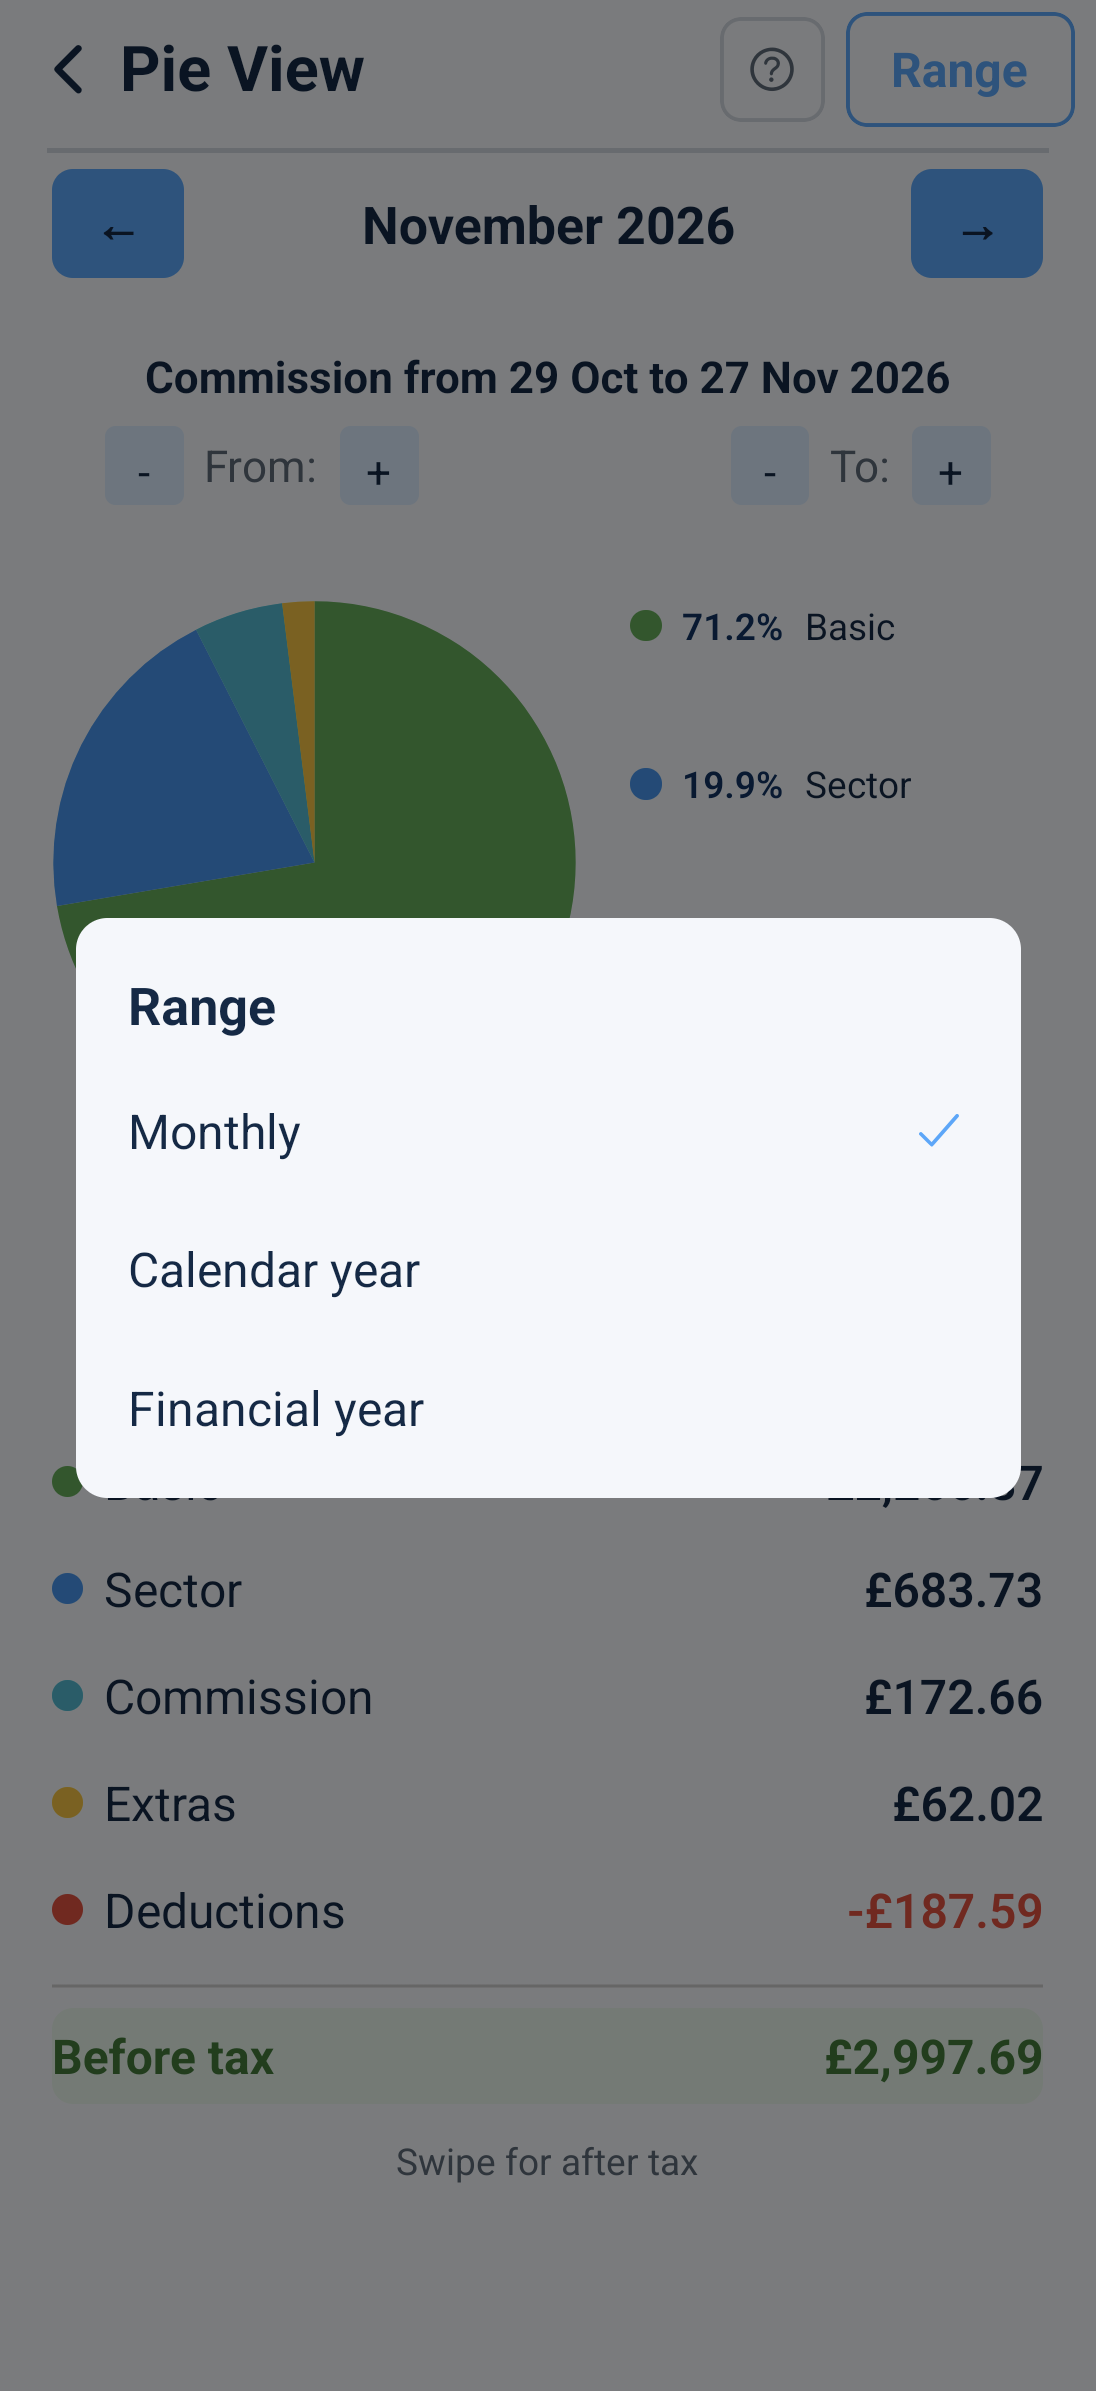 Pie View
Range
←
November 2026
→
Commission from 29 Oct to 27 Nov 2026
- From: +
- To: +
71.2% Basic
19.9% Sector
Range
Monthly
Calendar year
Financial year
Sector £683.73
Commission £172.66
Extras £62.02
Deductions -£187.59
Before tax £2,997.69
Swipe for after tax